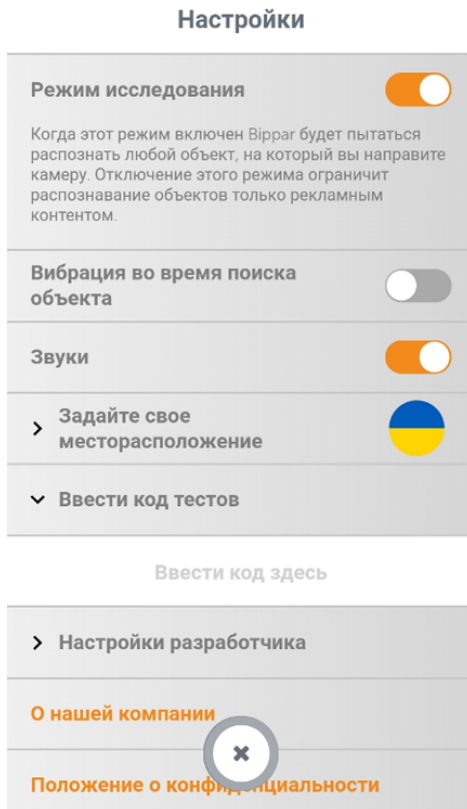 Настройки
Режим исследования
Когда этот режим включен Bippar будет пытаться
распознать любой объект, на который вы направите
камеру. Отключение этого режима ограничит
распознавание объектов только рекламным
контентом.
Вибрация во время поиска
объекта
Звуки
Задайте свое
месторасположение
Ввести код тестов
Ввести код здесь
Настройки разработчика
О нашей компании
Положение о конфиденциальности